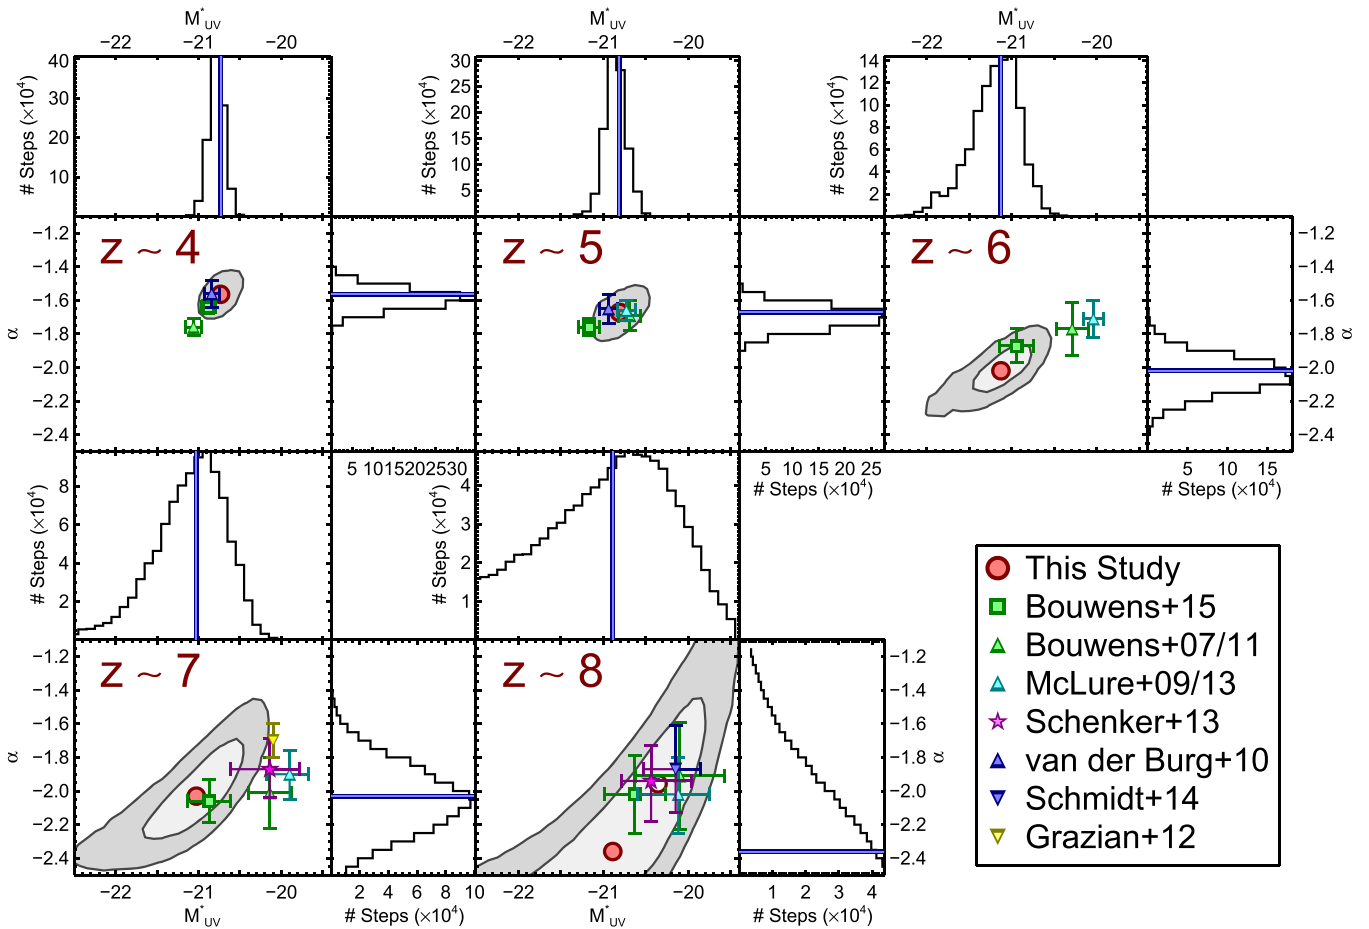 M*UV M*UV M*UV
−22 −21 −20 −22 −21 −20 −22 −21 −20
# Steps (×10⁴) 40 30 20 10
# Steps (×10⁴) 30 25 20 15 10 5
# Steps (×10⁴) 14 12 10 8 6 4 2
α −1.2 −1.4 −1.6 −1.8 −2.0 −2.2 −2.4
z ~ 4
z ~ 5
z ~ 6
−1.2 −1.4 −1.6 −1.8 −2.0 −2.2 −2.4 α
5 10 15 20 25 30
5 10 15 20 25
# Steps (×10⁴)
5 10 15
# Steps (×10⁴)
# Steps (×10⁴) 8 6 4 2
# Steps (×10⁴) 4 3 2 1
This Study
Bouwens+15
Bouwens+07/11
McLure+09/13
Schenker+13
van der Burg+10
Schmidt+14
Grazian+12
α −1.2 −1.4 −1.6 −1.8 −2.0 −2.2 −2.4
z ~ 7
z ~ 8
−1.2 −1.4 −1.6 −1.8 −2.0 −2.2 −2.4 α
−22 −21 −20 2 4 6 8 10 −22 −21 −20 1 2 3 4
M*UV # Steps (×10⁴) M*UV # Steps (×10⁴)